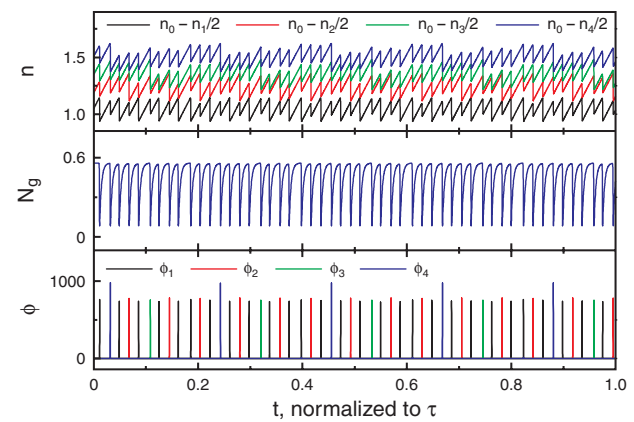 n₀ – n₁/2 n₀ – n₂/2 n₀ – n₃/2 n₀ – n₄/2
n
1.5
1.0
N_g
0.6
0
ϕ₁ ϕ₂ ϕ₃ ϕ₄
ϕ
1000
0
0 0.2 0.4 0.6 0.8 1.0
t, normalized to τ